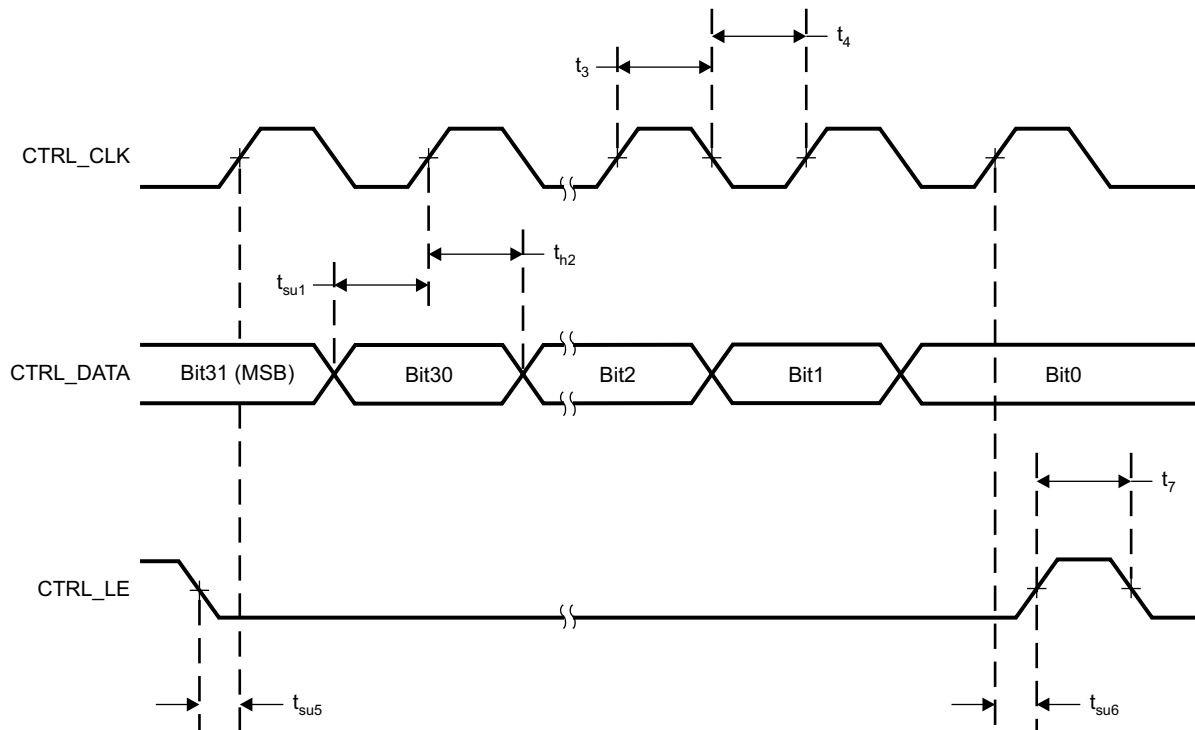 t4
t3
CTRL_CLK
th2
tsu1
CTRL_DATA
Bit31 (MSB)
Bit30
Bit2
Bit1
Bit0
t7
CTRL_LE
tsu5
tsu6